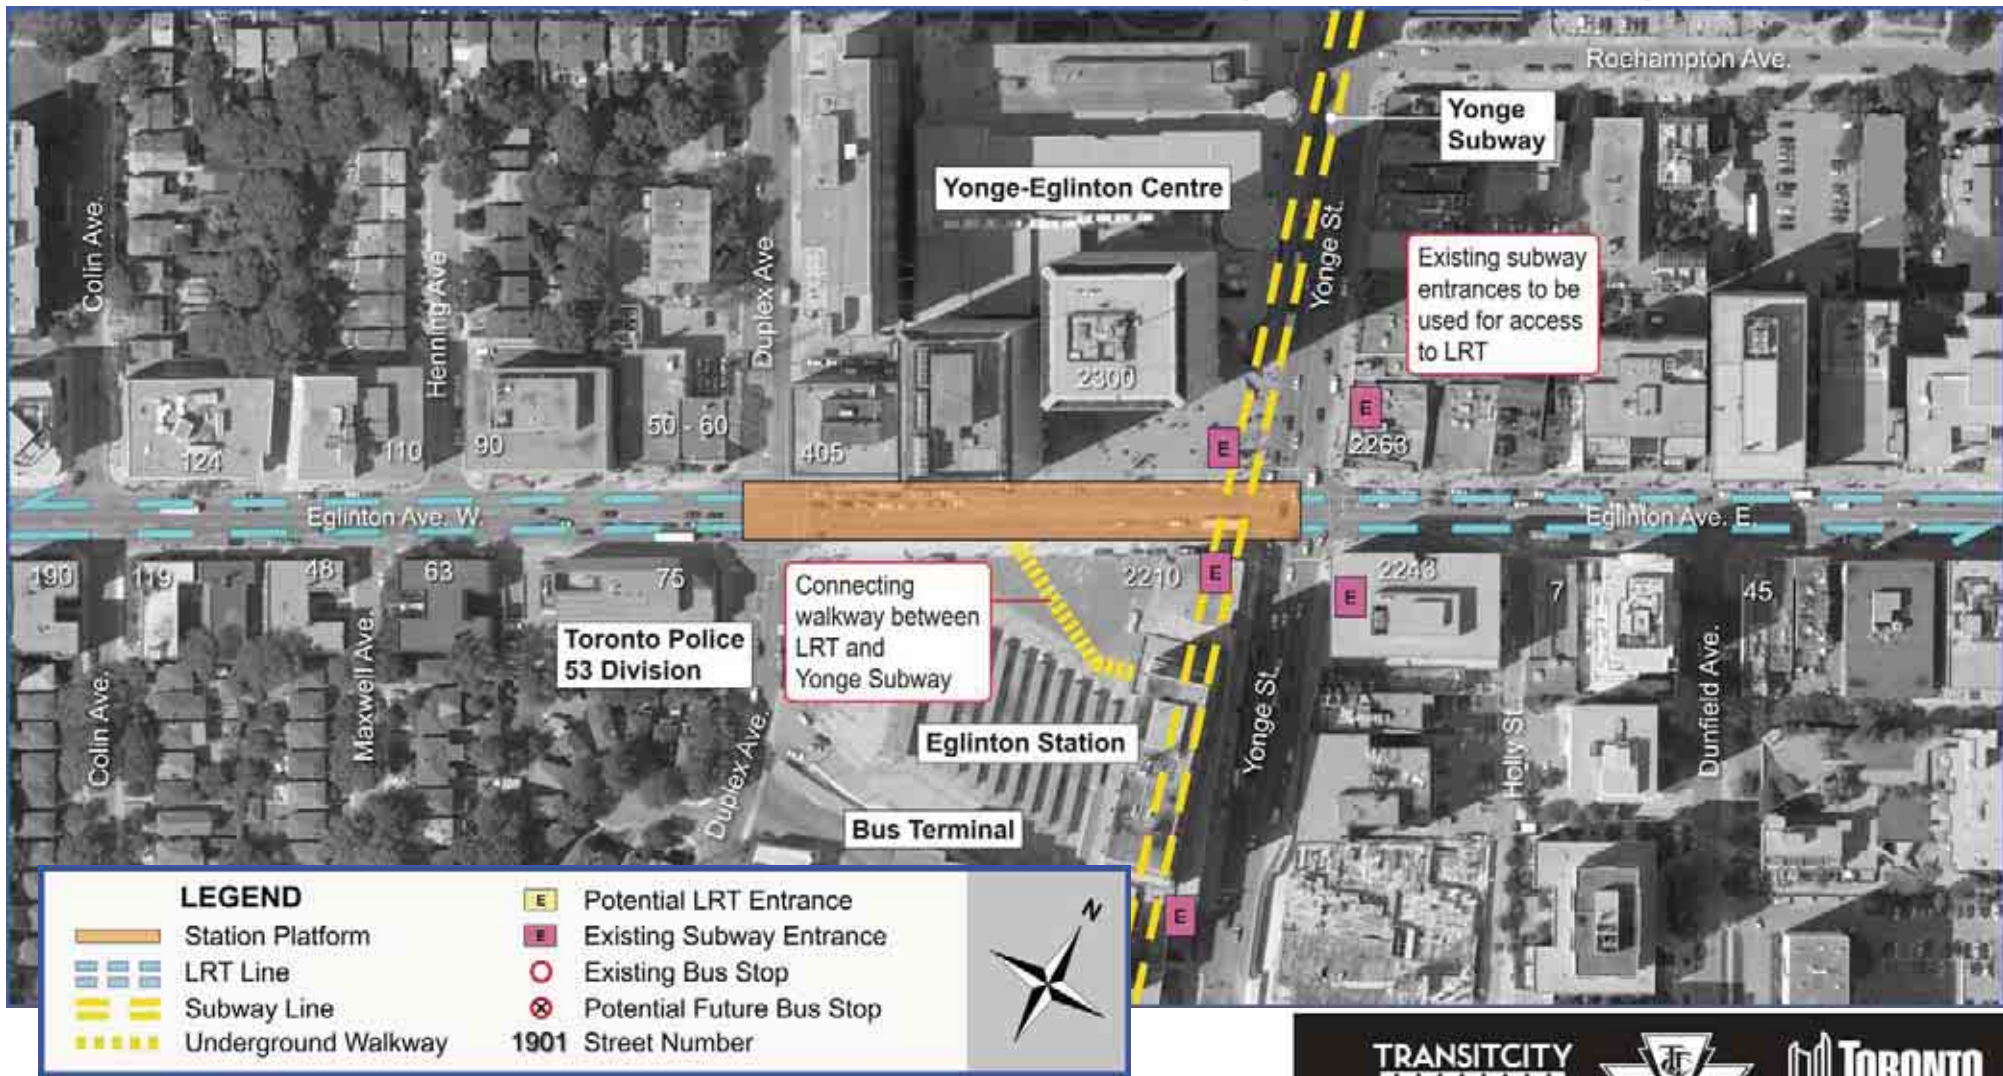 Roehampton Ave.
Yonge
Subway
Yonge-Eglinton Centre
Colin Ave.
Henning Ave
Duplex Ave
Yonge St.
Existing subway
entrances to be
used for access
to LRT
2300
E
E
124
110
90
50 - 60
405
2263
Eglinton Ave. W.
Eglinton Ave. E.
190
119
48
63
75
2210
E
E
2243
7
45
Connecting
walkway between
LRT and
Yonge Subway
Toronto Police
53 Division
Colin Ave.
Maxwell Ave.
Duplex Ave.
Yonge St.
Holly St.
Dunfield Ave.
Eglinton Station
Bus Terminal
E
LEGEND
Station Platform
LRT Line
Subway Line
Underground Walkway
E Potential LRT Entrance
E Existing Subway Entrance
Existing Bus Stop
Potential Future Bus Stop
1901 Street Number
N
TRANSITCITY
TTC
TORONTO